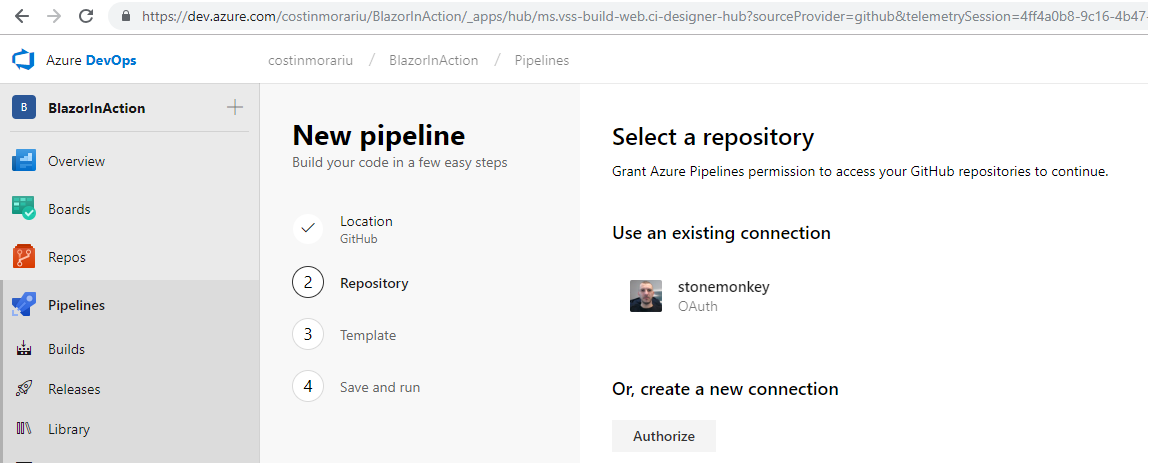 https://dev.azure.com/costinmorariu/BlazorInAction/_apps/hub/ms.vss-build-web.ci-designer-hub?sourceProvider=github&telemetrySession=4ff4a0b8-9c16-4b47-
Azure DevOps
costinmorariu / BlazorInAction / Pipelines
B
BlazorInAction
Overview
Boards
Repos
Pipelines
Builds
Releases
Library
New pipeline
Build your code in a few easy steps
Location
GitHub
2 Repository
3 Template
4 Save and run
Select a repository
Grant Azure Pipelines permission to access your GitHub repositories to continue.
Use an existing connection
stonemonkey
OAuth
Or, create a new connection
Authorize